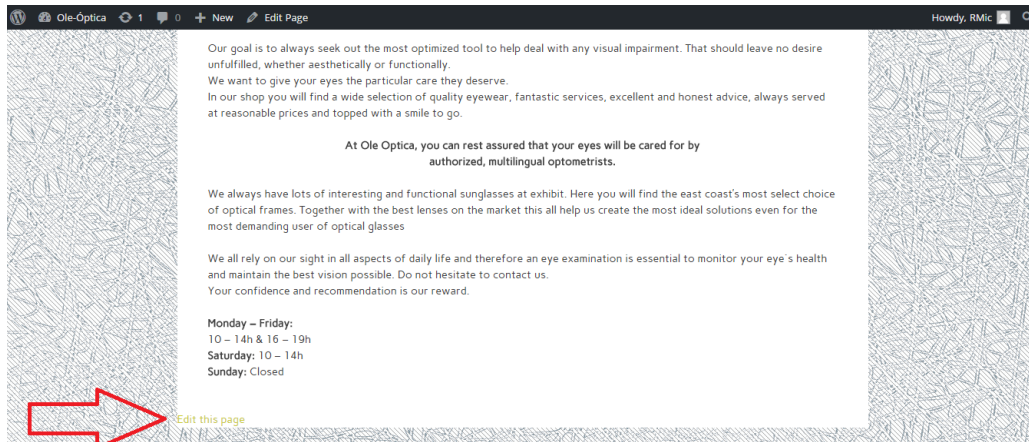 Ole-Óptica 1 0 + New Edit Page Howdy, RMic
Our goal is to always seek out the most optimized tool to help deal with any visual impairment. That should leave no desire
unfulfilled, whether aesthetically or functionally.
We want to give your eyes the particular care they deserve.
In our shop you will find a wide selection of quality eyewear, fantastic services, excellent and honest advice, always served
at reasonable prices and topped with a smile to go.
At Ole Optica, you can rest assured that your eyes will be cared for by
authorized, multilingual optometrists.
We always have lots of interesting and functional sunglasses at exhibit. Here you will find the east coast's most select choice
of optical frames. Together with the best lenses on the market this all help us create the most ideal solutions even for the
most demanding user of optical glasses
We all rely on our sight in all aspects of daily life and therefore an eye examination is essential to monitor your eye`s health
and maintain the best vision possible. Do not hesitate to contact us.
Your confidence and recommendation is our reward.
Monday – Friday:
10 – 14h & 16 – 19h
Saturday: 10 – 14h
Sunday: Closed
Edit this page